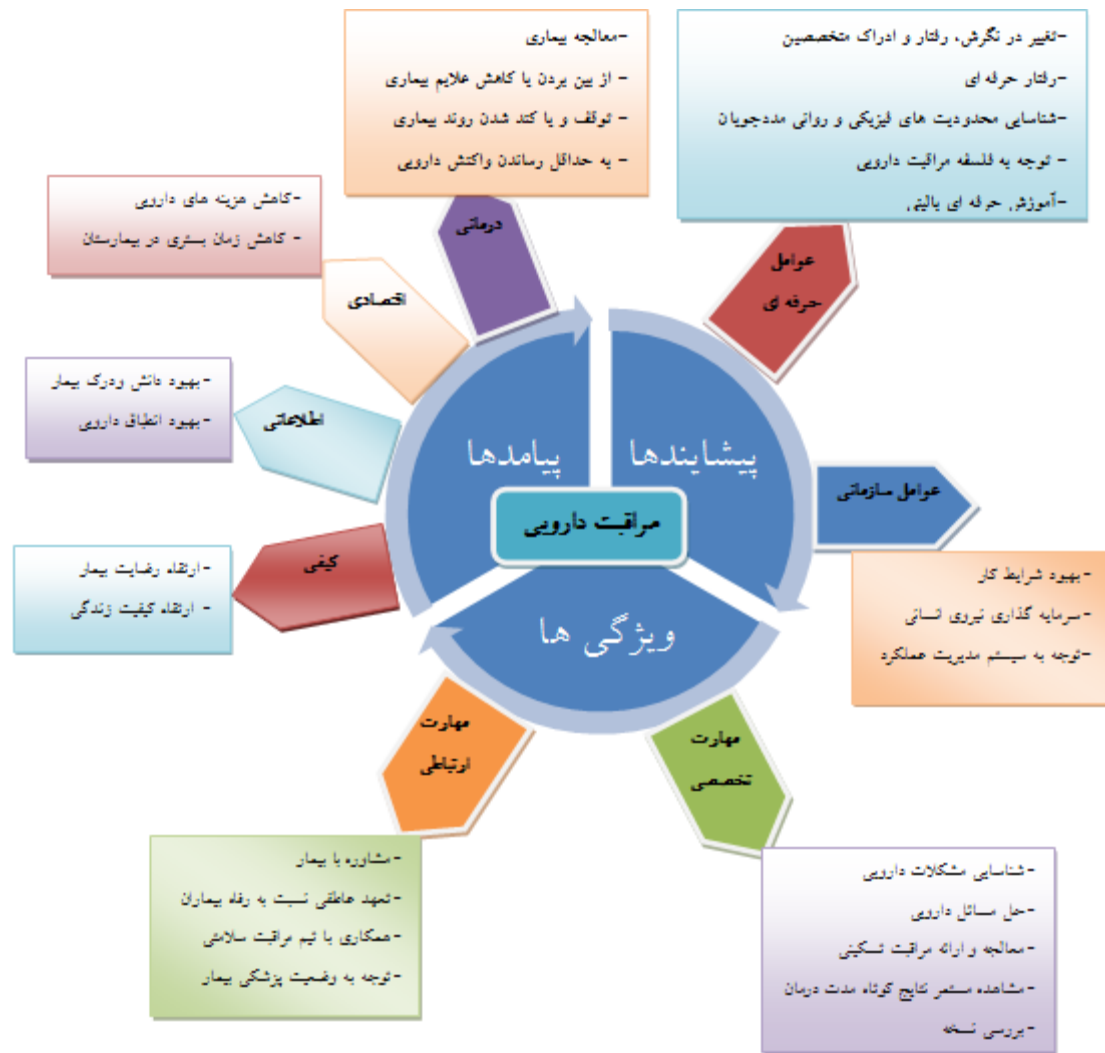 -تغییر در نگرش، رفتار و ادراک متخصصین
-رفتار حرفه ای
-شناسایی محدودیت های فیزیکی و روانی مددجویان
- توجه به فلسفه مراقبت دارویی
-آموزش حرفه ای بالینی
عوامل
حرفه ای
پیشایندها
عوامل سازمانی
-بهبود شرایط کار
-سرمایه گذاری نیروی انسانی
-توجه به سیستم مدیریت عملکرد
مراقبت دارویی
ویژگی ها
مهارت
تخصصی
-شناسایی مشکلات دارویی
-حل مسائل دارویی
-معالجه و ارائه مراقبت تسکینی
-مشاهده مستمر نتایج کوتاه مدت درمان
-بررسی نسخه
مهارت
ارتباطی
-مشاوره با بیمار
-تعهد عاطفی نسبت به رفاه بیماران
-همکاری با تیم مراقبت سلامتی
-توجه به وضعیت پزشکی بیمار
پیامدها
درمانی
-معالجه بیماری
- از بین بردن یا کاهش علایم بیماری
- توقف و یا کند شدن روند بیماری
- به حداقل رساندن واکنش دارویی
اقتصادی
-کاهش هزینه های دارویی
- کاهش زمان بستری در بیمارستان
اطلاعاتی
- بهبود دانش ودرک بیمار
- بهبود انطباق دارویی
کیفی
- ارتقاء رضایت بیمار
- ارتقاء کیفیت زندگی